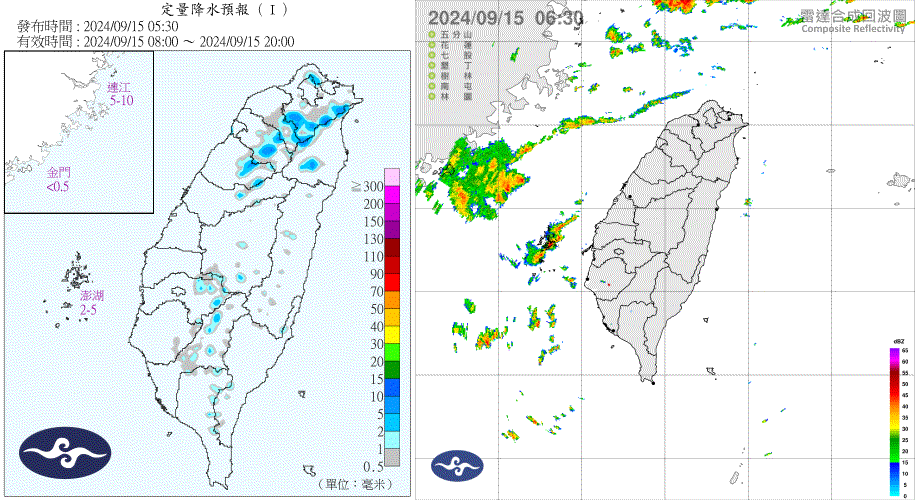 定量降水預報（I）
發布時間：2024/09/15 05:30
有效時間：2024/09/15 08:00 ～ 2024/09/15 20:00
連江
5-10
金門
<0.5
澎湖
2-5
≧300
200
150
130
110
90
70
50
40
30
20
15
10
5
2
1
0.5
（單位：毫米）
2024/09/15 06:30
雷達合成回波圖
Composite Reflectivity
五分山
花蓮
七股
墾丁
樹林
南屯
林園
dBZ
65
60
55
50
45
40
35
30
25
20
15
10
5
0